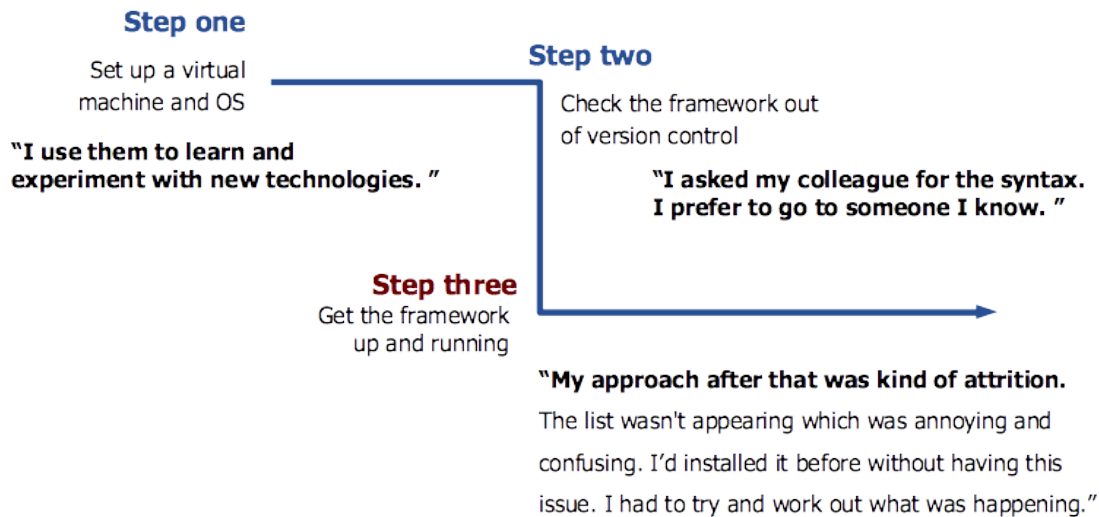 Step one
Set up a virtual
machine and OS
"I use them to learn and
experiment with new technologies. ”
Step two
Check the framework out
of version control
“I asked my colleague for the syntax.
I prefer to go to someone I know. ”
Step three
Get the framework
up and running
“My approach after that was kind of attrition.
The list wasn't appearing which was annoying and
confusing. I’d installed it before without having this
issue. I had to try and work out what was happening.”